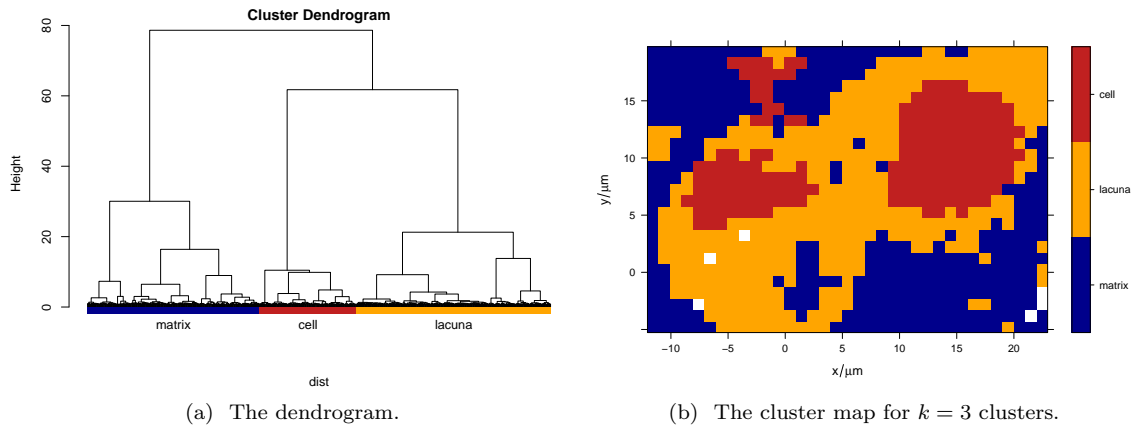 Cluster Dendrogram
80
60
40
20
0
Height
matrix
cell
lacuna
dist
(a) The dendrogram.
15
10
5
0
y/μm
−10
−5
0
5
10
15
20
x/μm
cell
lacuna
matrix
(b) The cluster map for k = 3 clusters.